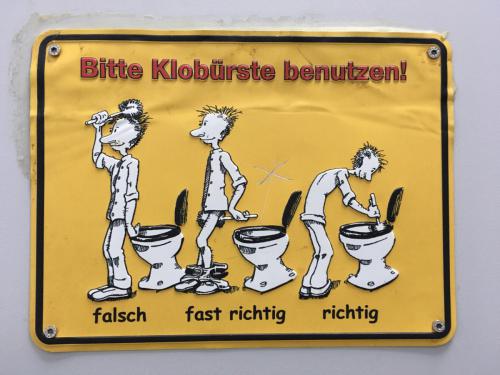 Bitte Klobürste benutzen!
falsch fast richtig richtig